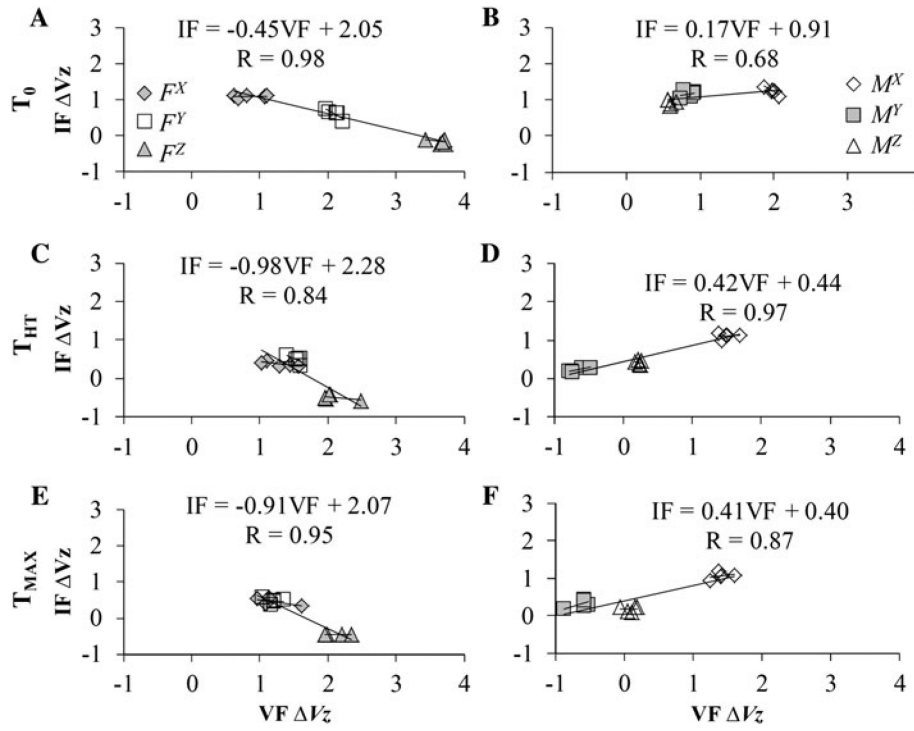 A
IF = -0.45VF + 2.05
R = 0.98
T0
IF ΔVz
3
2
1
0
-1
F^X
F^Y
F^Z
-1 0 1 2 3 4
B
IF = 0.17VF + 0.91
R = 0.68
3
2
1
0
-1
M^X
M^Y
M^Z
-1 0 1 2 3
C
IF = -0.98VF + 2.28
R = 0.84
THT
IF ΔVz
3
2
1
0
-1
-1 0 1 2 3 4
D
IF = 0.42VF + 0.44
R = 0.97
3
2
1
0
-1
-1 0 1 2 3 4
E
IF = -0.91VF + 2.07
R = 0.95
TMAX
IF ΔVz
3
2
1
0
-1
-1 0 1 2 3 4
VF ΔVz
F
IF = 0.41VF + 0.40
R = 0.87
3
2
1
0
-1
-1 0 1 2 3 4
VF ΔVz